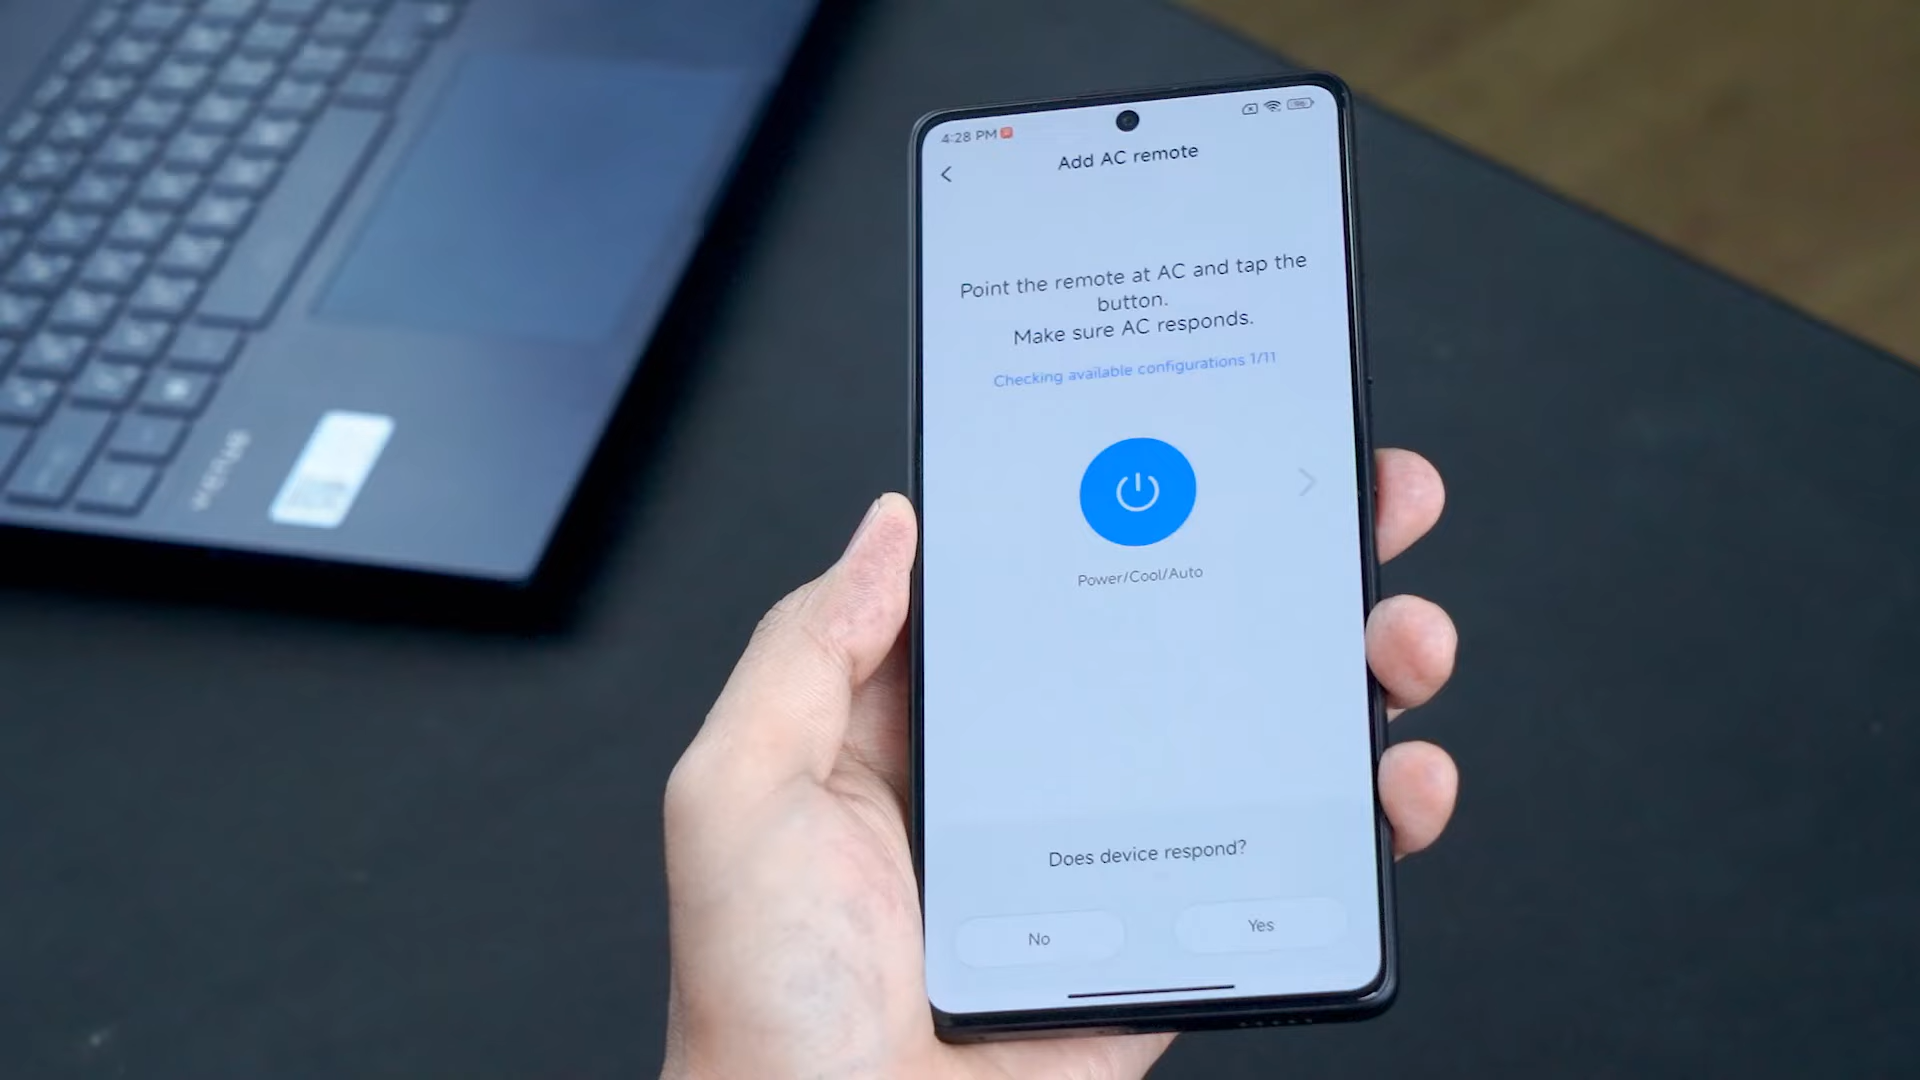 4:28 PM
96
Add AC remote
Point the remote at AC and tap the
button.
Make sure AC responds.
Checking available configurations 1/11
Power/Cool/Auto
Does device respond?
No
Yes